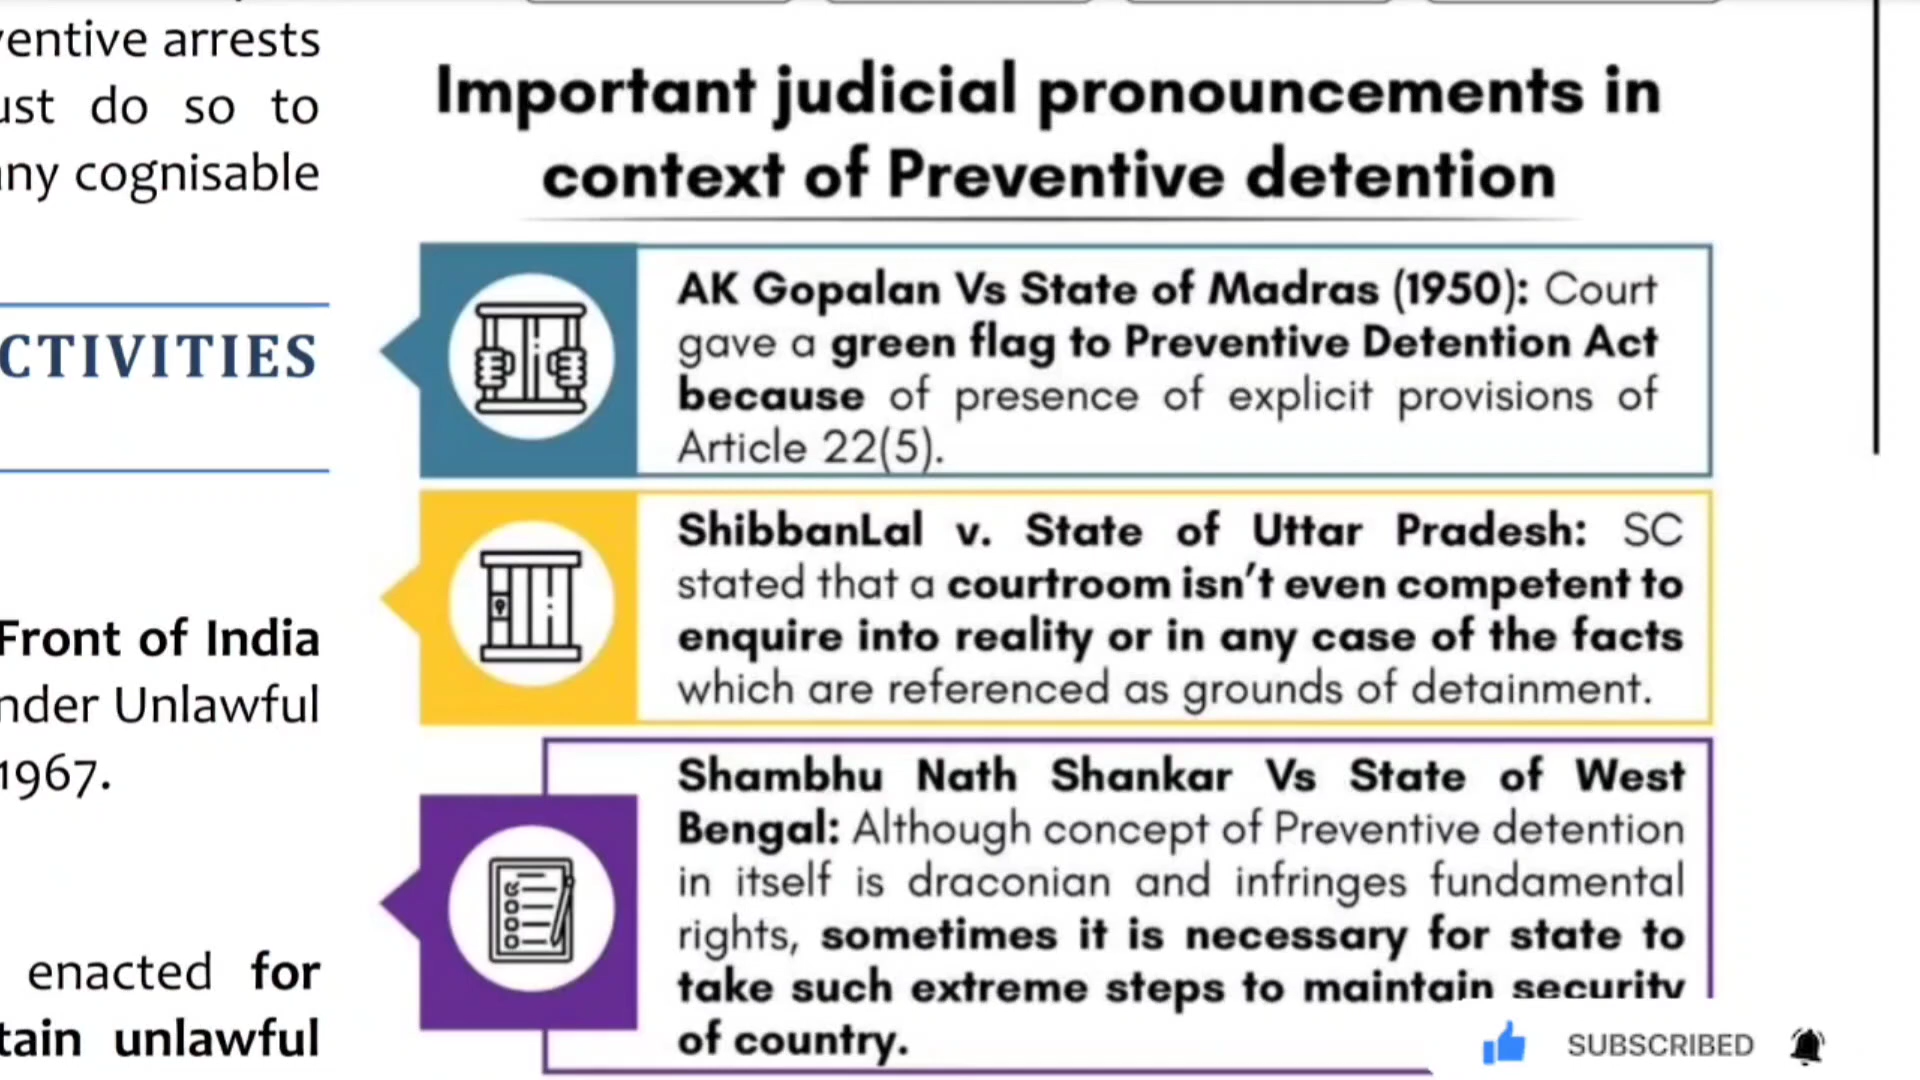 ventive arrests
ust do so to
any cognisable
CTIVITIES
Front of India
nder Unlawful
1967.
enacted for
tain unlawful
Important judicial pronouncements in
context of Preventive detention
AK Gopalan Vs State of Madras (1950): Court
gave a green flag to Preventive Detention Act
because of presence of explicit provisions of
Article 22(5).
ShibbanLal v. State of Uttar Pradesh: SC
stated that a courtroom isn't even competent to
enquire into reality or in any case of the facts
which are referenced as grounds of detainment.
Shambhu Nath Shankar Vs State of West
Bengal: Although concept of Preventive detention
in itself is draconian and infringes fundamental
rights, sometimes it is necessary for state to
take such extreme steps to maintain security
of country.
SUBSCRIBED